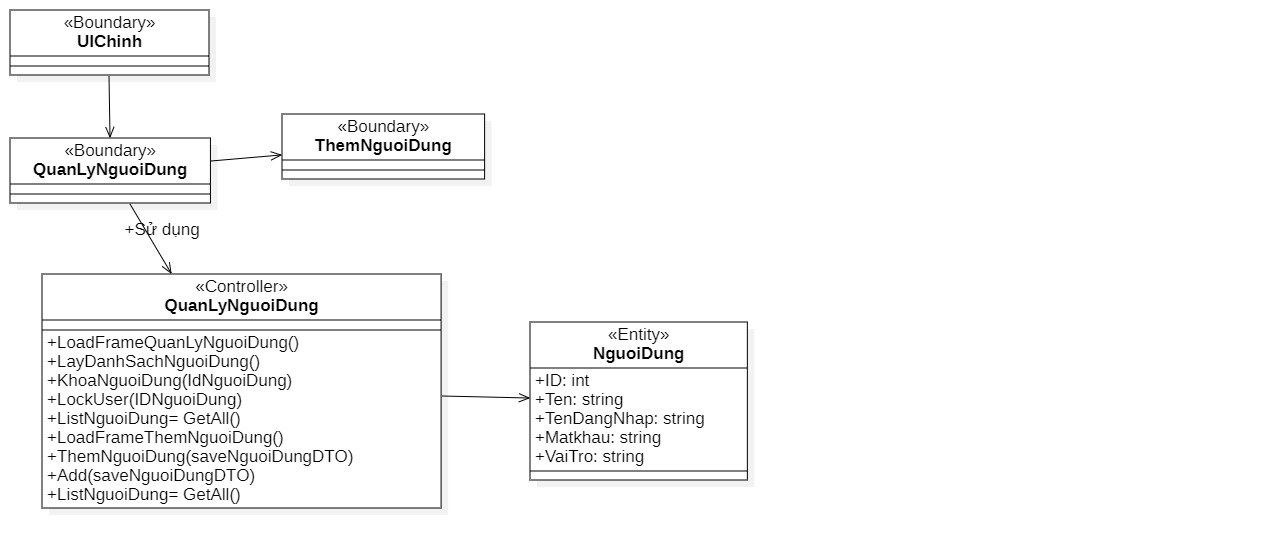 «Boundary»
UIChinh
«Boundary»
QuanLyNguoiDung
«Boundary»
ThemNguoiDung
+Sử dụng
«Controller»
QuanLyNguoiDung
+LoadFrameQuanLyNguoiDung()
+LayDanhSachNguoiDung()
+KhoaNguoiDung(IdNguoiDung)
+LockUser(IDNguoiDung)
+ListNguoiDung= GetAll()
+LoadFrameThemNguoiDung()
+ThemNguoiDung(saveNguoiDungDTO)
+Add(saveNguoiDungDTO)
+ListNguoiDung= GetAll()
«Entity»
NguoiDung
+ID: int
+Ten: string
+TenDangNhap: string
+Matkhau: string
+VaiTro: string